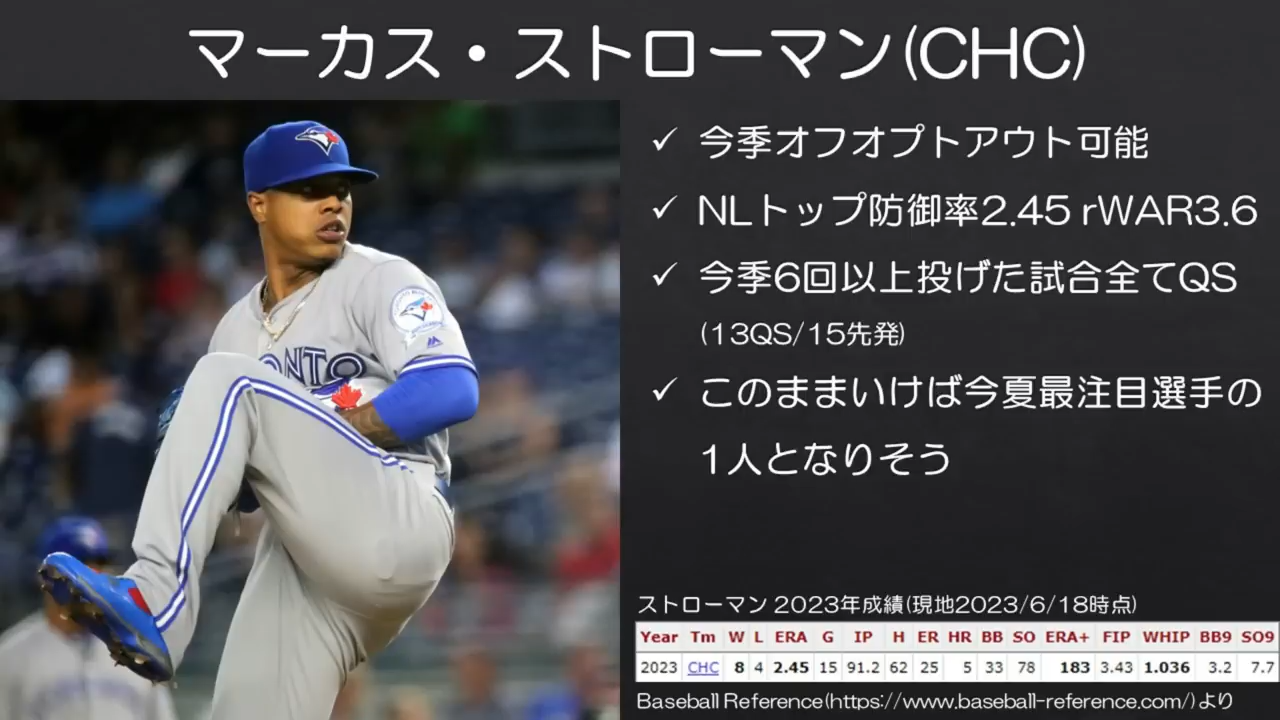 マーカス・ストローマン(CHC)
✓ 今季オフオプトアウト可能
✓ NLトップ防御率2.45 rWAR3.6
✓ 今季6回以上投げた試合全てQS
(13QS/15先発)
✓ このままいけば今夏最注目選手の
1人となりそう
ONTO
ストローマン 2023年成績(現地2023/6/18時点)
Year Tm W L ERA G IP H ER HR BB SO ERA+ FIP WHIP BB9 SO9
2023 CHC 8 4 2.45 15 91.2 62 25 5 33 78 183 3.43 1.036 3.2 7.7
Baseball Reference(https://www.baseball-reference.com/)より